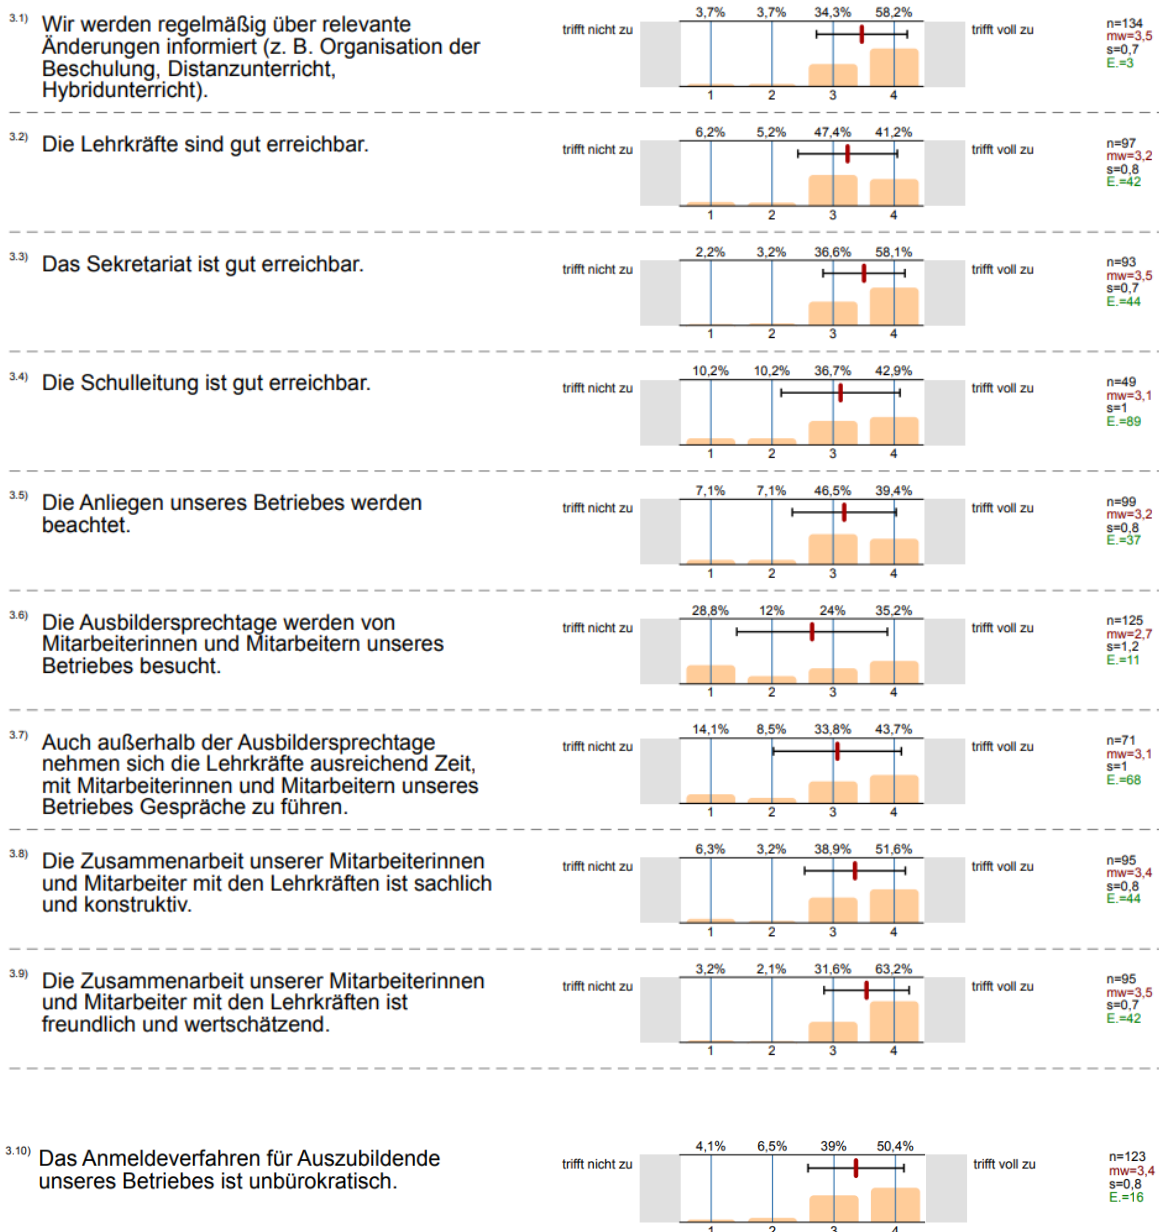 3.1) Wir werden regelmäßig über relevante
Änderungen informiert (z. B. Organisation der
Beschulung, Distanzunterricht,
Hybridunterricht).
trifft nicht zu
3,7% 3,7% 34,3% 58,2%
1 2 3 4
trifft voll zu
n=134
mw=3,5
s=0,7
E.=3
3.2) Die Lehrkräfte sind gut erreichbar.
trifft nicht zu
6,2% 5,2% 47,4% 41,2%
1 2 3 4
trifft voll zu
n=97
mw=3,2
s=0,8
E.=42
3.3) Das Sekretariat ist gut erreichbar.
trifft nicht zu
2,2% 3,2% 36,6% 58,1%
1 2 3 4
trifft voll zu
n=93
mw=3,5
s=0,7
E.=44
3.4) Die Schulleitung ist gut erreichbar.
trifft nicht zu
10,2% 10,2% 36,7% 42,9%
1 2 3 4
trifft voll zu
n=49
mw=3,1
s=1
E.=89
3.5) Die Anliegen unseres Betriebes werden
beachtet.
trifft nicht zu
7,1% 7,1% 46,5% 39,4%
1 2 3 4
trifft voll zu
n=99
mw=3,2
s=0,8
E.=37
3.6) Die Ausbildersprechtage werden von
Mitarbeiterinnen und Mitarbeitern unseres
Betriebes besucht.
trifft nicht zu
28,8% 12% 24% 35,2%
1 2 3 4
trifft voll zu
n=125
mw=2,7
s=1,2
E.=11
3.7) Auch außerhalb der Ausbildersprechtage
nehmen sich die Lehrkräfte ausreichend Zeit,
mit Mitarbeiterinnen und Mitarbeitern unseres
Betriebes Gespräche zu führen.
trifft nicht zu
14,1% 8,5% 33,8% 43,7%
1 2 3 4
trifft voll zu
n=71
mw=3,1
s=1
E.=68
3.8) Die Zusammenarbeit unserer Mitarbeiterinnen
und Mitarbeiter mit den Lehrkräften ist sachlich
und konstruktiv.
trifft nicht zu
6,3% 3,2% 38,9% 51,6%
1 2 3 4
trifft voll zu
n=95
mw=3,4
s=0,8
E.=44
3.9) Die Zusammenarbeit unserer Mitarbeiterinnen
und Mitarbeiter mit den Lehrkräften ist
freundlich und wertschätzend.
trifft nicht zu
3,2% 2,1% 31,6% 63,2%
1 2 3 4
trifft voll zu
n=95
mw=3,5
s=0,7
E.=42
3.10) Das Anmeldeverfahren für Auszubildende
unseres Betriebes ist unbürokratisch.
trifft nicht zu
4,1% 6,5% 39% 50,4%
1 2 3 4
trifft voll zu
n=123
mw=3,4
s=0,8
E.=16